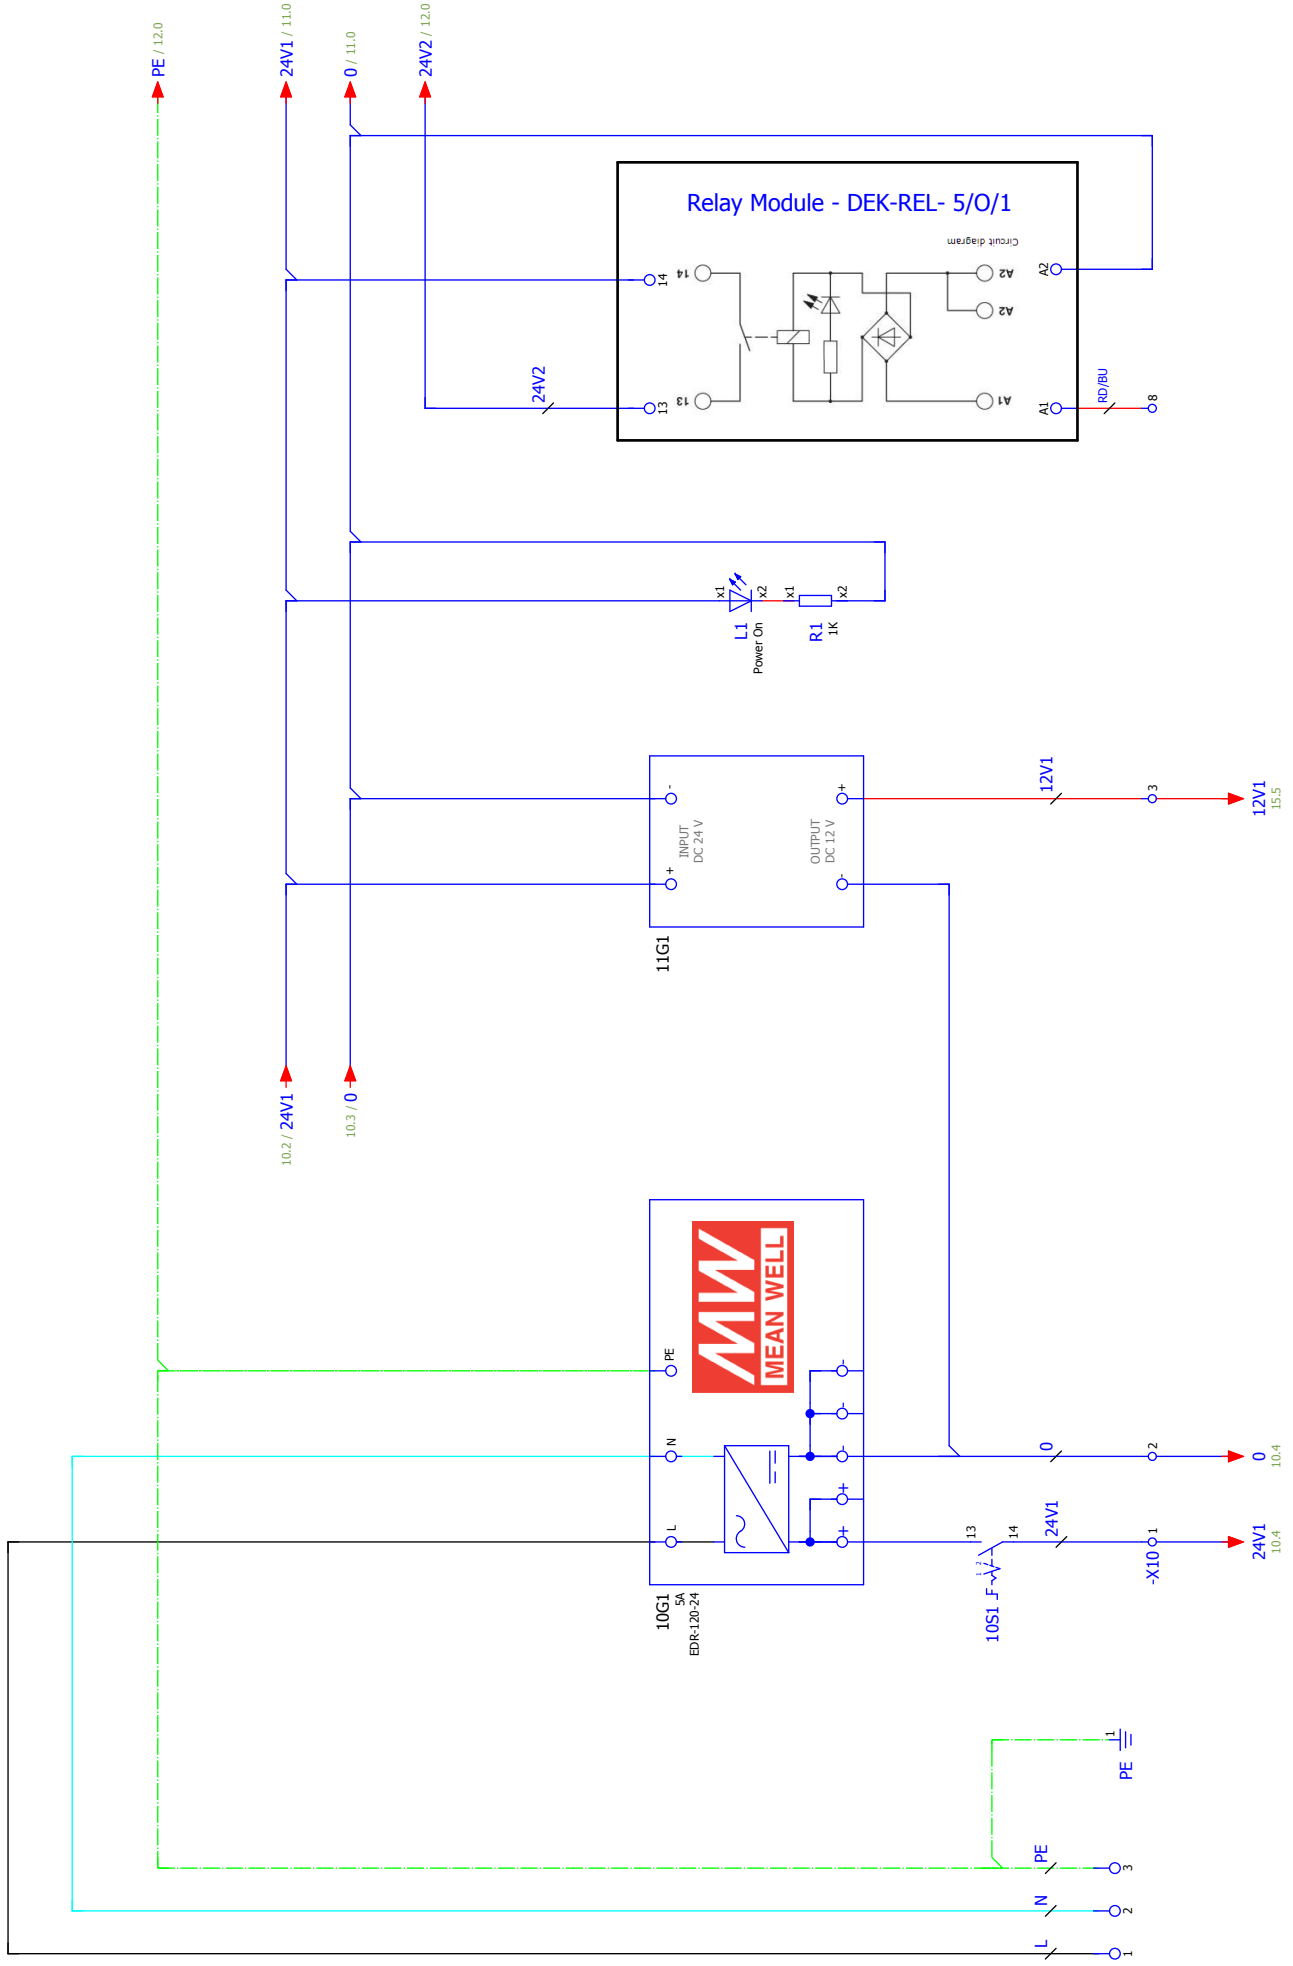 PE / 12.0
24V1 / 11.0
0 / 11.0
24V2 / 12.0
Relay Module - DEK-REL- 5/O/1
Circuit diagram
14
14
A2
A2
A2
24V2
13
13
A1
A1
RD/BU
8
L1
Power On
x1
x2
R1
1K
x1
x2
11G1
+
-
INPUT
DC 24 V
OUTPUT
DC 12 V
-
+
12V1
3
12V1
15.5
10.2 / 24V1
10.3 / 0
10G1
5A
EDR-120-24
L
N
PE
MW
MEAN WELL
+
+
-
-
-
0
2
0
10.4
10S1
1 2
13
14
24V1
-X10
1
24V1
10.4
PE
1
PE
3
N
2
L
1